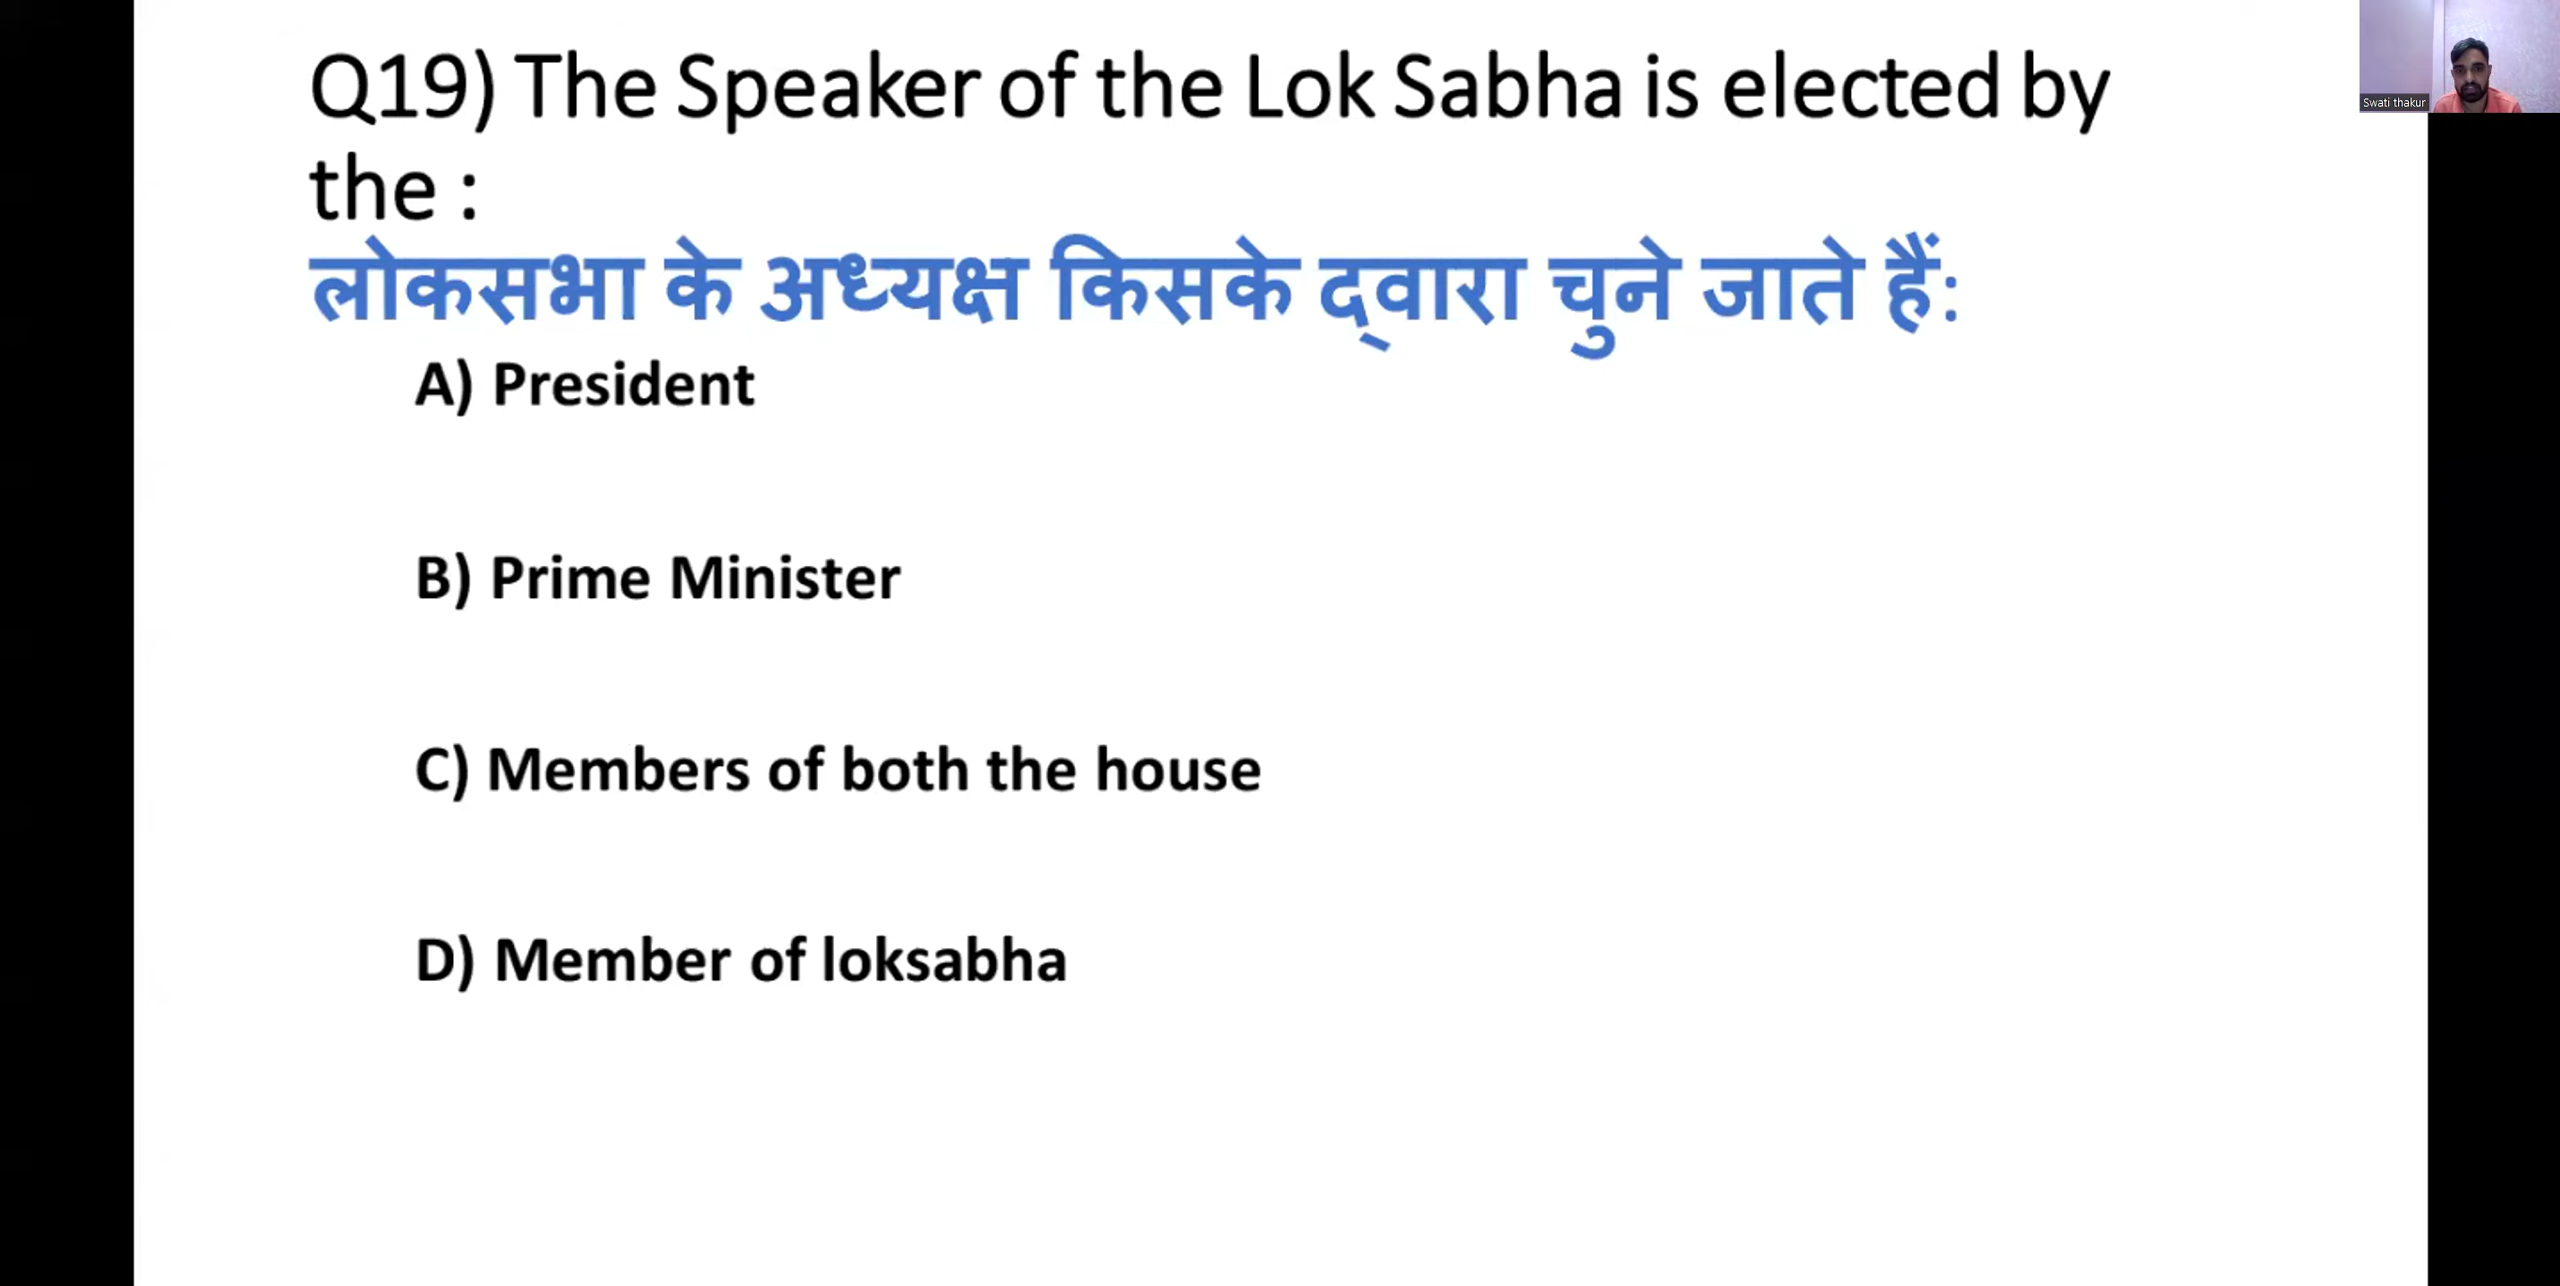 Q19) The Speaker of the Lok Sabha is elected by
Swati thakur
the :
लोकसभा के अध्यक्ष किसके द्वारा चुने जाते हैं:
A) President
B) Prime Minister
C) Members of both the house
D) Member of loksabha